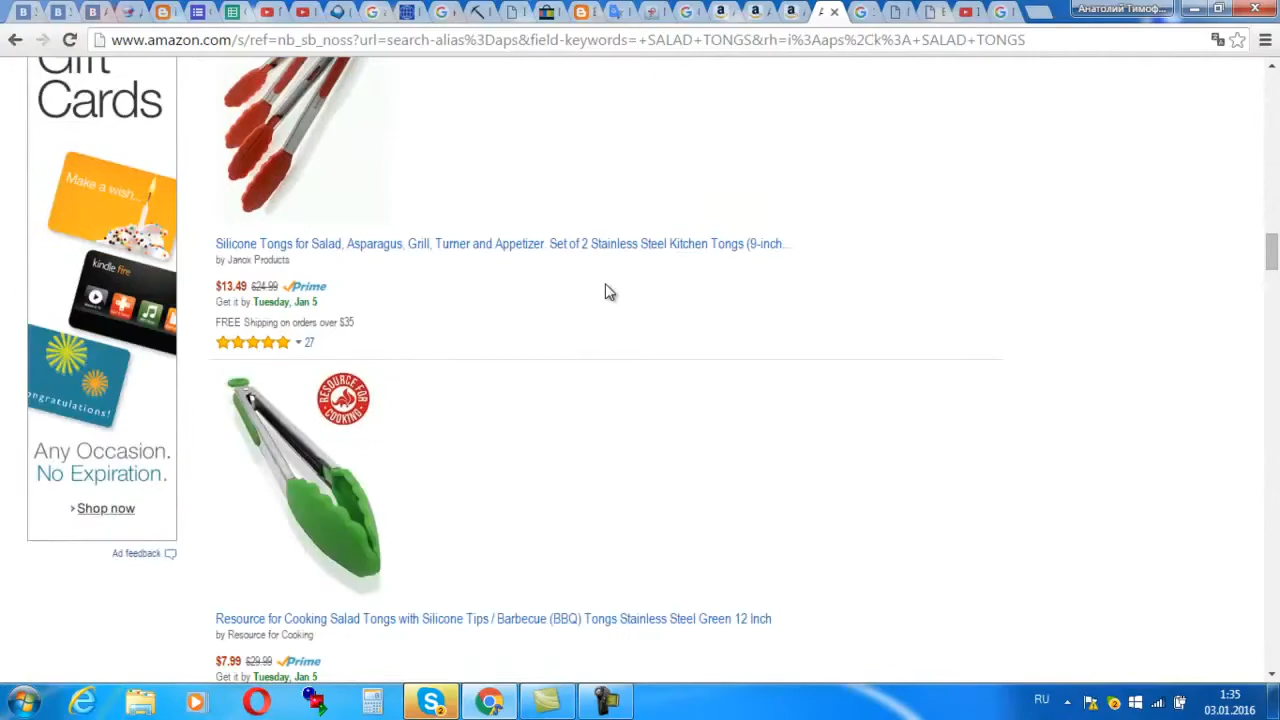 Анатолий Тимоф...
www.amazon.com/s/ref=nb_sb_noss?url=search-alias%3Daps&field-keywords=+SALAD+TONGS&rh=i%3Aaps%2Ck%3A+SALAD+TONGS
Gift
Cards
Make a wish...
kindle fire
ongratulations!
Any Occasion.
No Expiration.
› Shop now
Ad feedback
Silicone Tongs for Salad, Asparagus, Grill, Turner and Appetizer Set of 2 Stainless Steel Kitchen Tongs (9-inch...
by Janox Products
$13.49 $24.99 Prime
Get it by Tuesday, Jan 5
FREE Shipping on orders over $35
27
RESOURCE FOR COOKING
Resource for Cooking Salad Tongs with Silicone Tips / Barbecue (BBQ) Tongs Stainless Steel Green 12 Inch
by Resource for Cooking
$7.99 $29.99 Prime
Get it by Tuesday, Jan 5
RU
1:35
03.01.2016